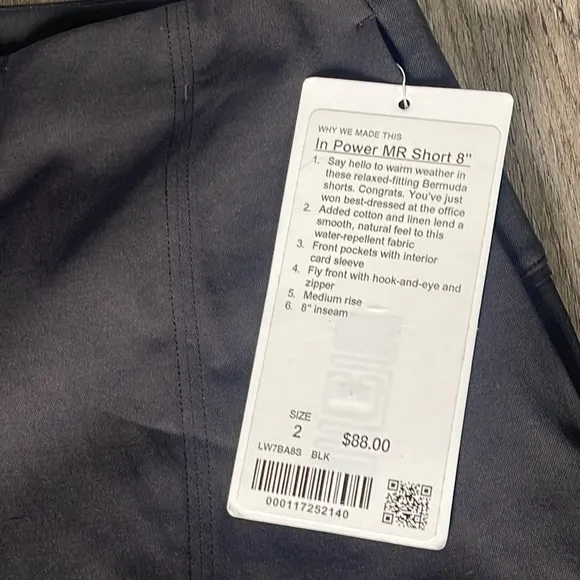 WHY WE MADE THIS
In Power MR Short 8"
1. Say hello to warm weather in
these relaxed-fitting Bermuda
shorts. Congrats. You've just
won best-dressed at the office
2. Added cotton and linen lend a
smooth, natural feel to this
water-repellent fabric
3. Front pockets with interior
card sleeve
4. Fly front with hook-and-eye and
zipper
5. Medium rise
6. 8" inseam
SIZE
2 $88.00
LW7BA8S BLK
000117252140